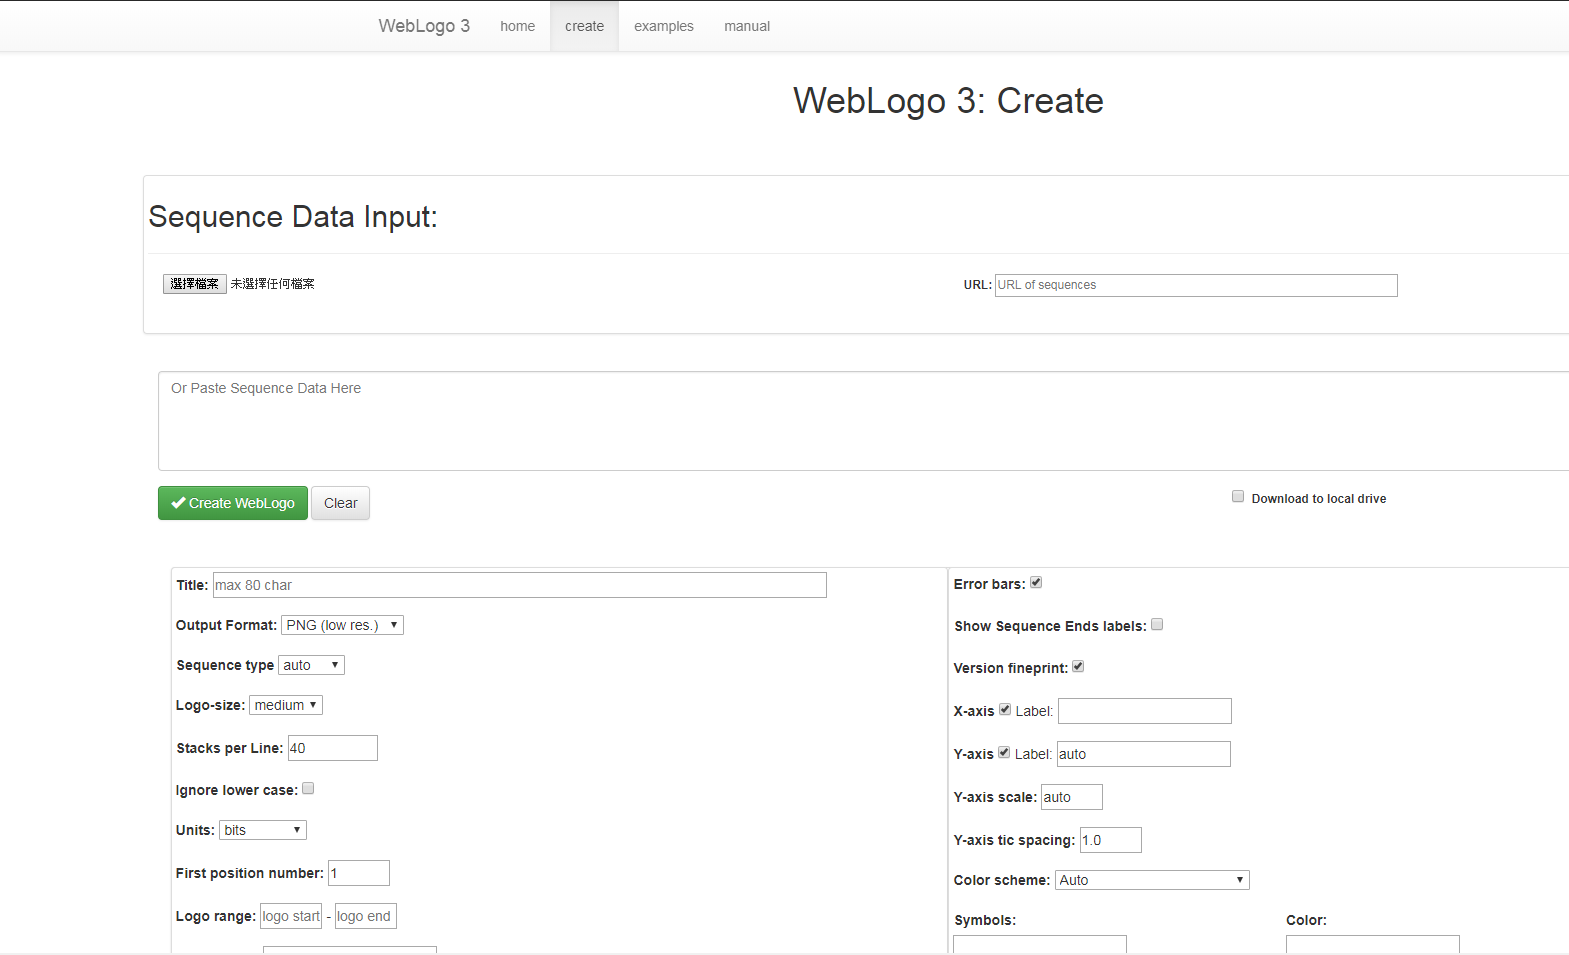 WebLogo 3 home create examples manual
WebLogo 3: Create
Sequence Data Input:
選擇檔案 未選擇任何檔案
URL: URL of sequences
Or Paste Sequence Data Here
Create WebLogo Clear
Download to local drive
Title: max 80 char
Output Format: PNG (low res.)
Sequence type auto
Logo-size: medium
Stacks per Line: 40
Ignore lower case:
Units: bits
First position number: 1
Logo range: logo start - logo end
Error bars:
Show Sequence Ends labels:
Version fineprint:
X-axis Label:
Y-axis Label: auto
Y-axis scale: auto
Y-axis tic spacing: 1.0
Color scheme: Auto
Symbols: Color: